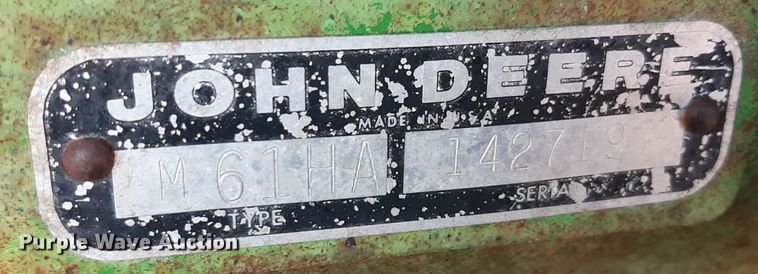 JOHN DEERE
MADE IN U.S.A
M 61HA 142719
TYPE SERIAL
Purple Wave Auction